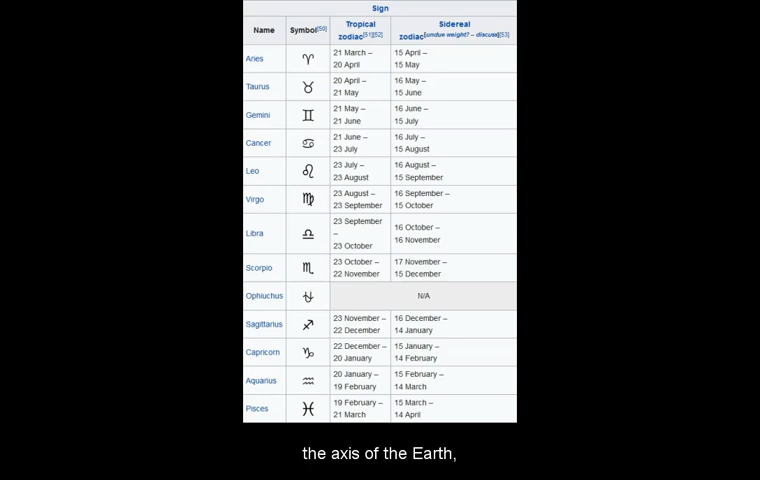 Sign
Name Symbol[50] Tropical zodiac[51][52] Sidereal zodiac[undue weight? – discuss][53]
Aries ♈ 21 March – 20 April 15 April – 15 May
Taurus ♉ 20 April – 21 May 16 May – 15 June
Gemini ♊ 21 May – 21 June 16 June – 15 July
Cancer ♋ 21 June – 23 July 16 July – 15 August
Leo ♌ 23 July – 23 August 16 August – 15 September
Virgo ♍ 23 August – 23 September 16 September – 15 October
Libra ♎ 23 September – 23 October 16 October – 16 November
Scorpio ♏ 23 October – 22 November 17 November – 15 December
Ophiuchus ⛎ N/A
Sagittarius ♐ 23 November – 22 December 16 December – 14 January
Capricorn ♑ 22 December – 20 January 15 January – 14 February
Aquarius ♒ 20 January – 19 February 15 February – 14 March
Pisces ♓ 19 February – 21 March 15 March – 14 April
the axis of the Earth,